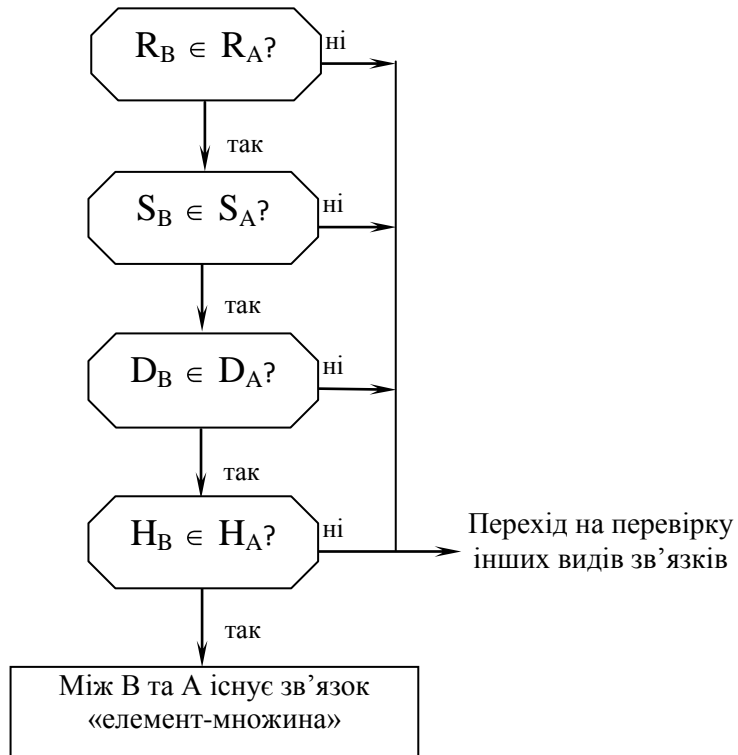 R_B ∈ R_A?
ні
так
S_B ∈ S_A?
ні
так
D_B ∈ D_A?
ні
так
H_B ∈ H_A?
ні
Перехід на перевірку
інших видів зв’язків
так
Між В та А існує зв’язок
«елемент-множина»